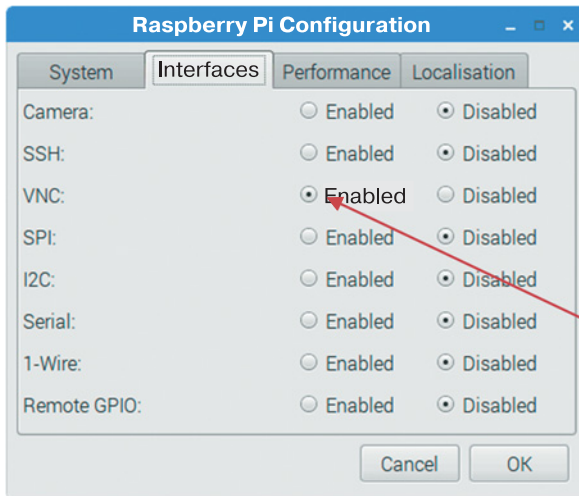 Raspberry Pi Configuration
System Interfaces Performance Localisation
Camera: Enabled Disabled
SSH: Enabled Disabled
VNC: Enabled Disabled
SPI: Enabled Disabled
I2C: Enabled Disabled
Serial: Enabled Disabled
1-Wire: Enabled Disabled
Remote GPIO: Enabled Disabled
Cancel OK